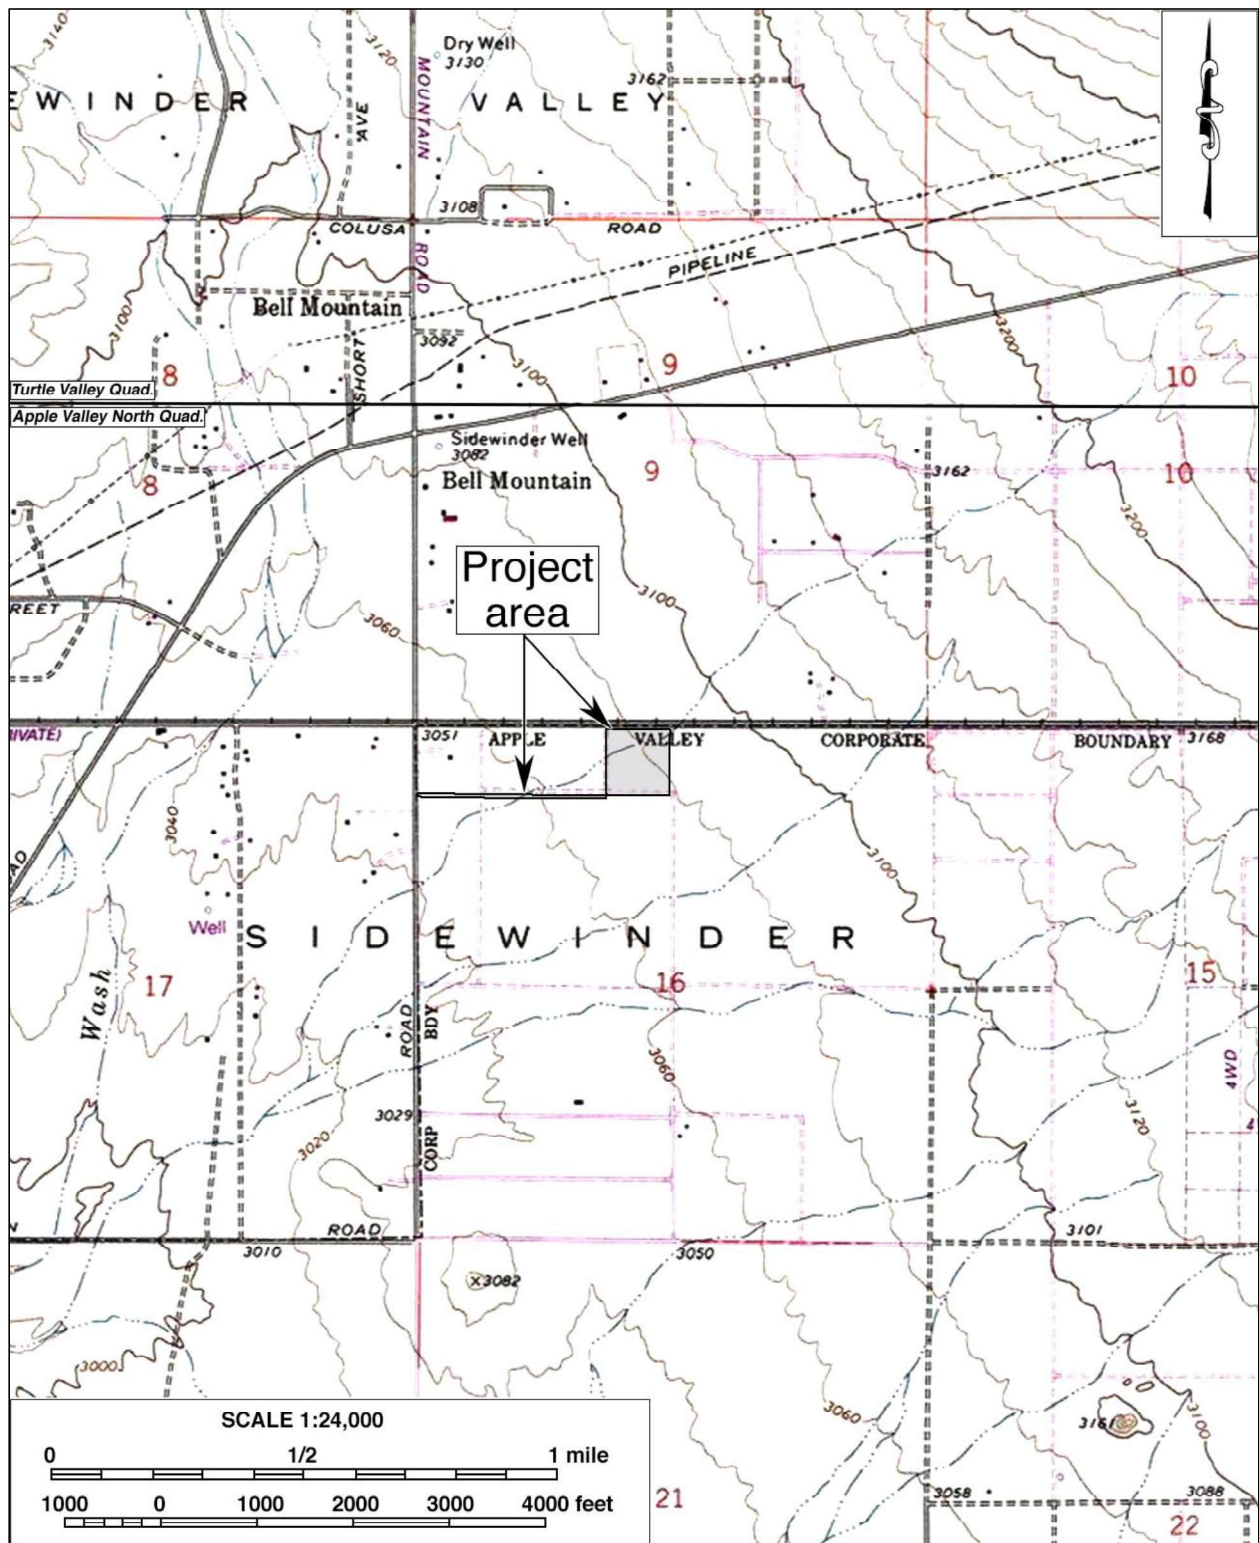 3140
3120
Dry Well
3130
3162
EWINDER VALLEY
AVE
MOUNTAIN
3108
COLUSA ROAD
ROAD
PIPELINE
Bell Mountain
3100
3092
SHORT
3100
3200
8
9
10
Turtle Valley Quad.
Apple Valley North Quad.
Sidewinder Well
3082
Bell Mountain
8
9
3162
10
3200
Project
area
3100
REET
3060
RIVATE)
3051
APPLE VALLEY CORPORATE BOUNDARY
3168
3040
AD
3100
Well
SIDEWINDER
Wash
17
16
15
ROAD
BDY
3060
4WD
3029
3020
CORP
3120
ROAD
3010
3050
3101
x3082
3000
3060
3161
3100
SCALE 1:24,000
0 1/2 1 mile
1000 0 1000 2000 3000 4000 feet
21
3058
3088
22